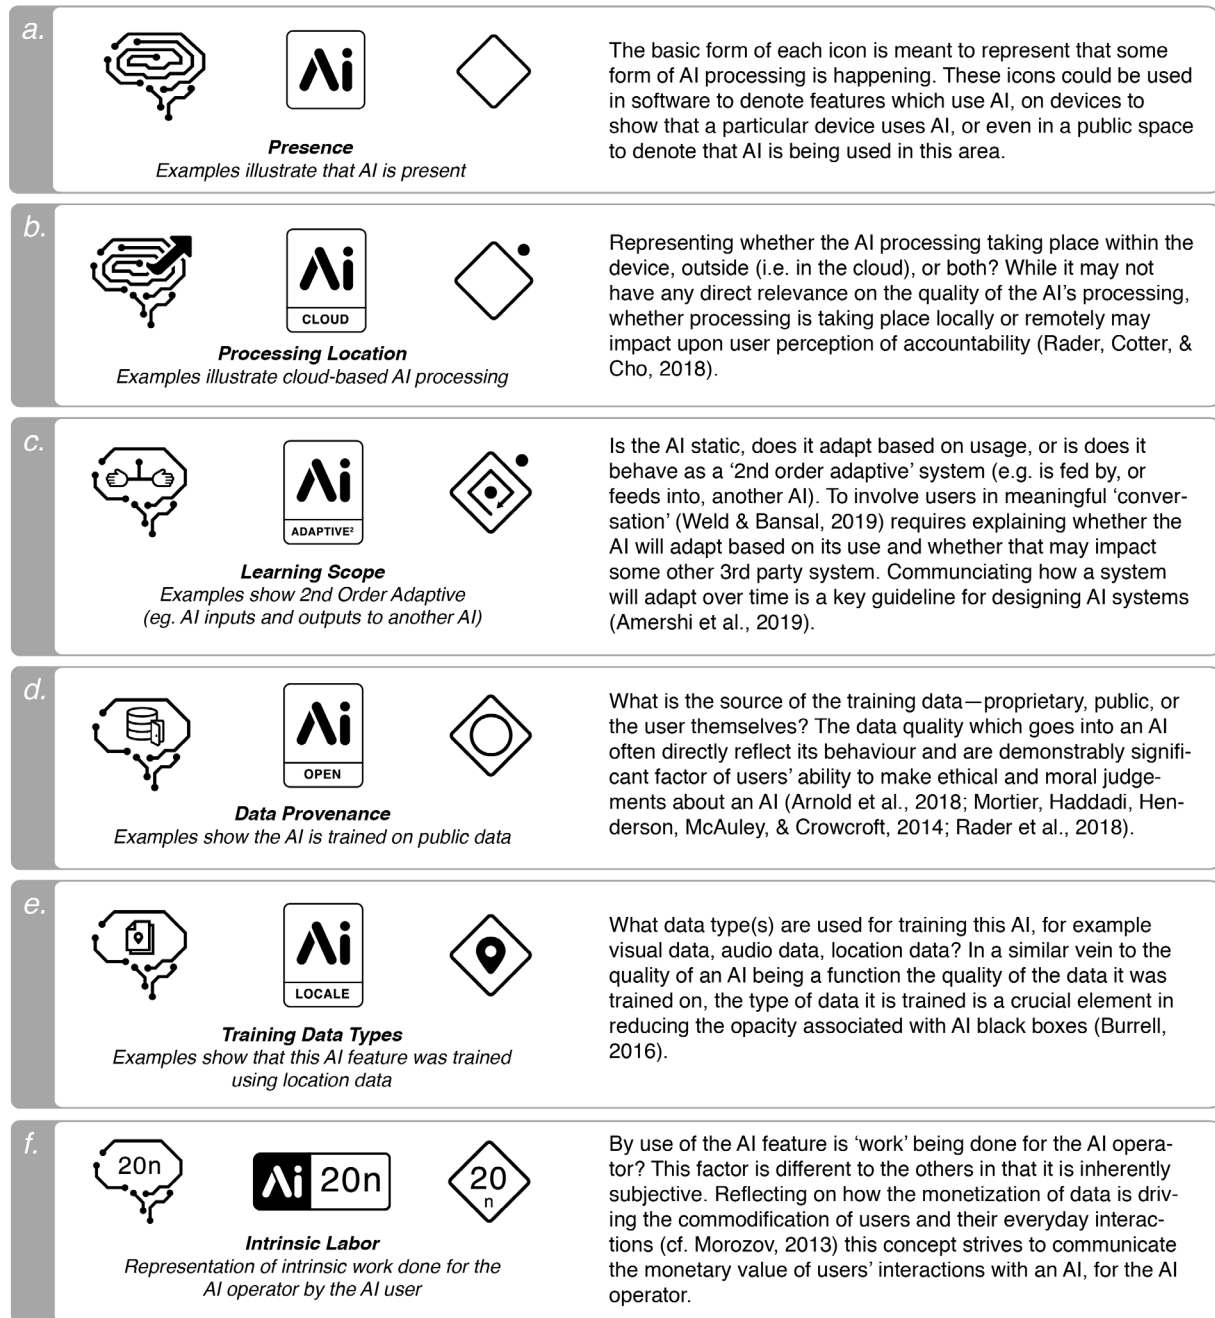 a.
Ai
Presence
Examples illustrate that AI is present
The basic form of each icon is meant to represent that some
form of AI processing is happening. These icons could be used
in software to denote features which use AI, on devices to
show that a particular device uses AI, or even in a public space
to denote that AI is being used in this area.
b.
Ai
CLOUD
Processing Location
Examples illustrate cloud-based AI processing
Representing whether the AI processing taking place within the
device, outside (i.e. in the cloud), or both? While it may not
have any direct relevance on the quality of the AI's processing,
whether processing is taking place locally or remotely may
impact upon user perception of accountability (Rader, Cotter, &
Cho, 2018).
c.
Ai
ADAPTIVE²
Learning Scope
Examples show 2nd Order Adaptive
(eg. AI inputs and outputs to another AI)
Is the AI static, does it adapt based on usage, or is does it
behave as a '2nd order adaptive' system (e.g. is fed by, or
feeds into, another AI). To involve users in meaningful 'conver-
sation' (Weld & Bansal, 2019) requires explaining whether the
AI will adapt based on its use and whether that may impact
some other 3rd party system. Communciating how a system
will adapt over time is a key guideline for designing AI systems
(Amershi et al., 2019).
d.
Ai
OPEN
Data Provenance
Examples show the AI is trained on public data
What is the source of the training data—proprietary, public, or
the user themselves? The data quality which goes into an AI
often directly reflect its behaviour and are demonstrably signifi-
cant factor of users' ability to make ethical and moral judge-
ments about an AI (Arnold et al., 2018; Mortier, Haddadi, Hen-
derson, McAuley, & Crowcroft, 2014; Rader et al., 2018).
e.
Ai
LOCALE
Training Data Types
Examples show that this AI feature was trained
using location data
What data type(s) are used for training this AI, for example
visual data, audio data, location data? In a similar vein to the
quality of an AI being a function the quality of the data it was
trained on, the type of data it is trained is a crucial element in
reducing the opacity associated with AI black boxes (Burrell,
2016).
f.
20n
Ai 20n
20
n
Intrinsic Labor
Representation of intrinsic work done for the
AI operator by the AI user
By use of the AI feature is 'work' being done for the AI opera-
tor? This factor is different to the others in that it is inherently
subjective. Reflecting on how the monetization of data is driv-
ing the commodification of users and their everyday interac-
tions (cf. Morozov, 2013) this concept strives to communicate
the monetary value of users' interactions with an AI, for the AI
operator.